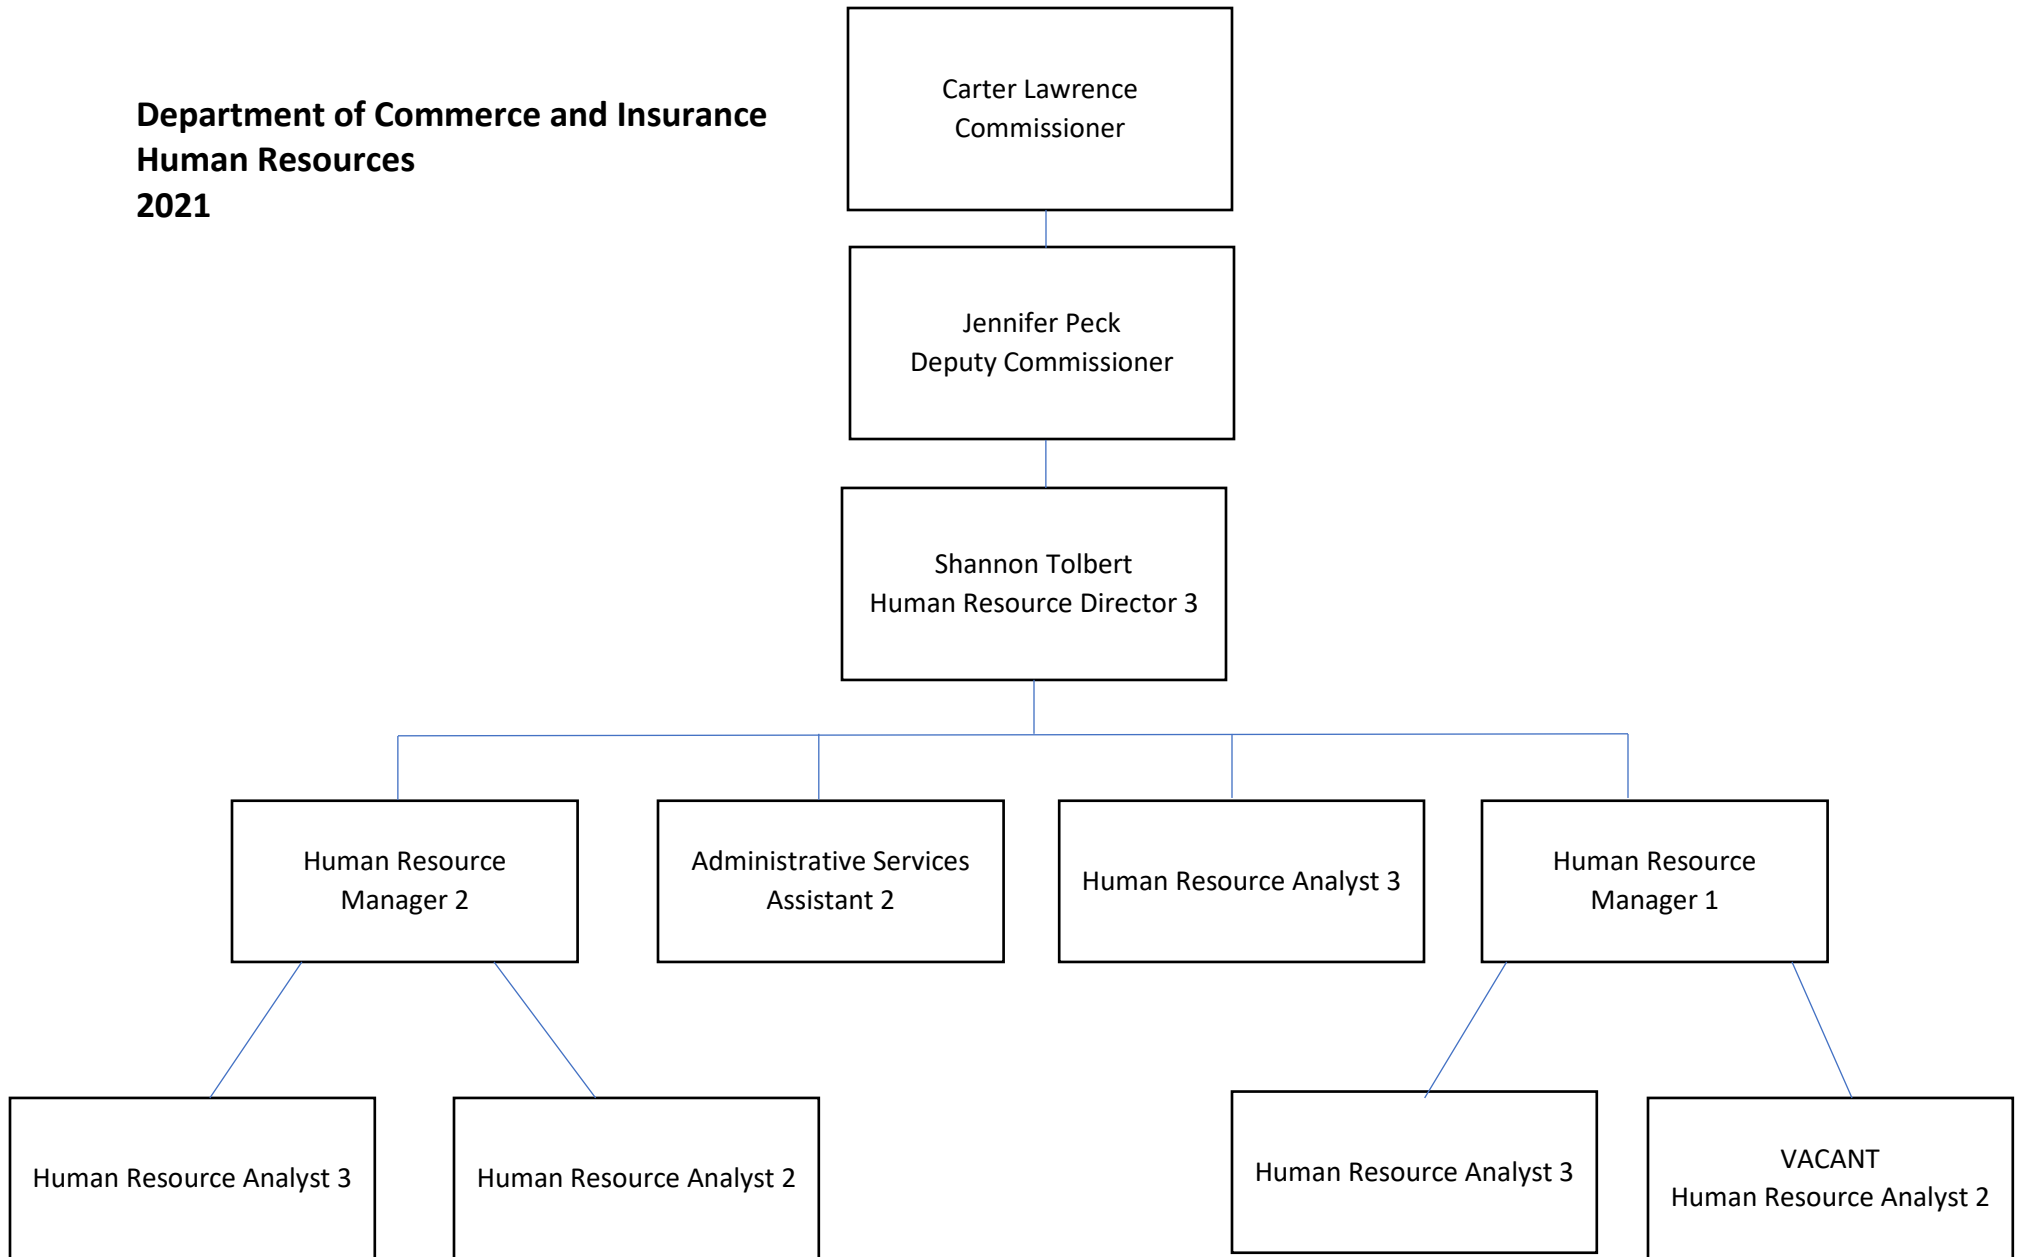 Department of Commerce and Insurance
Human Resources
2021
Carter Lawrence
Commissioner
Jennifer Peck
Deputy Commissioner
Shannon Tolbert
Human Resource Director 3
Human Resource
Manager 2
Administrative Services
Assistant 2
Human Resource Analyst 3
Human Resource
Manager 1
Human Resource Analyst 3
Human Resource Analyst 2
Human Resource Analyst 3
VACANT
Human Resource Analyst 2